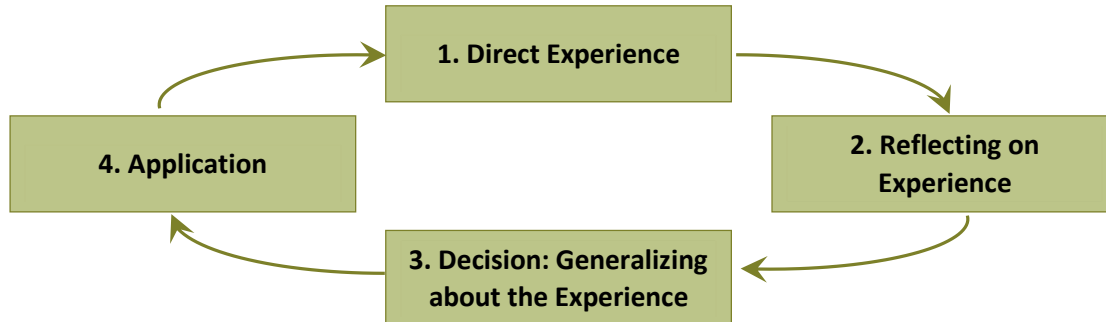 1. Direct Experience
2. Reflecting on
Experience
3. Decision: Generalizing
about the Experience
4. Application